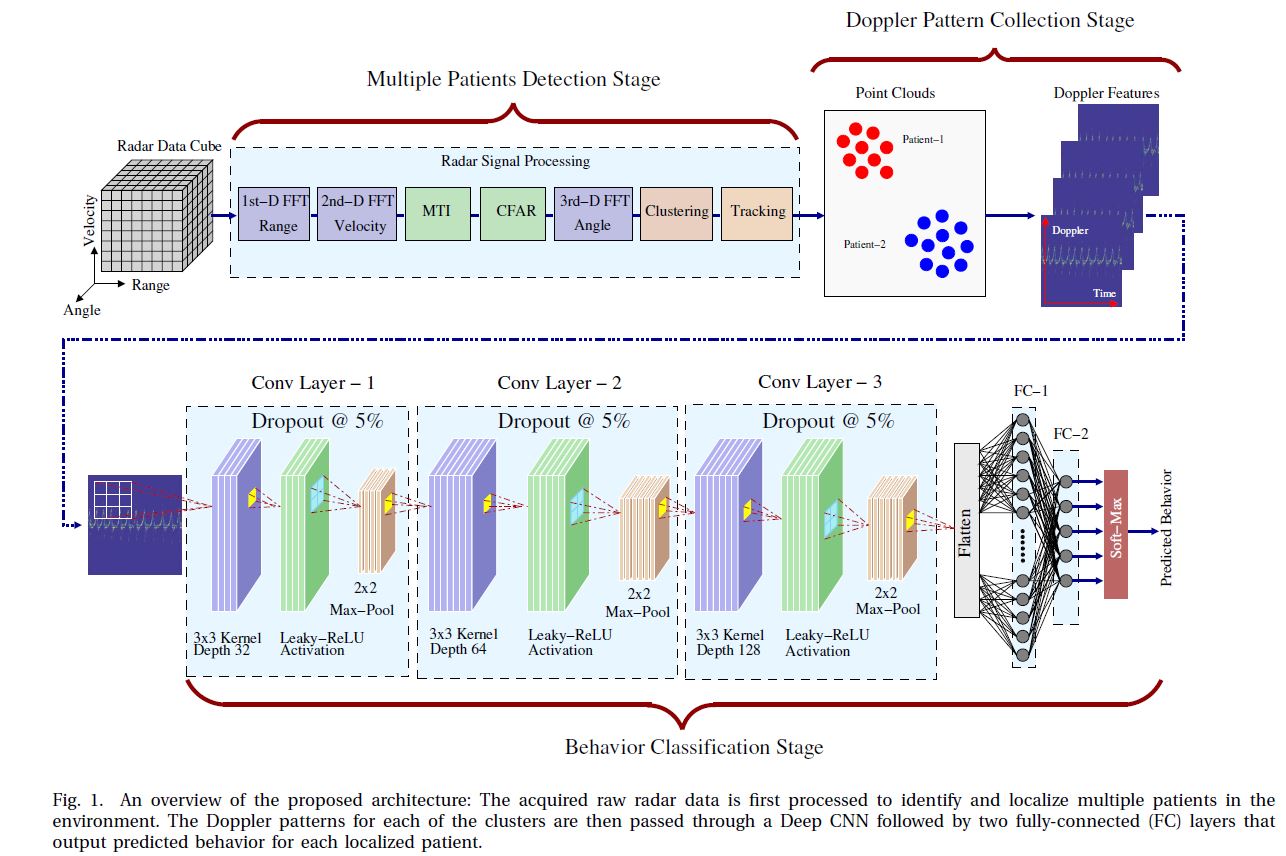 Doppler Pattern Collection Stage
Multiple Patients Detection Stage
Point Clouds
Doppler Features
Radar Data Cube
Radar Signal Processing
Patient–1
1st–D FFT
Range
2nd–D FFT
Velocity
MTI
CFAR
3rd–D FFT
Angle
Clustering
Tracking
Velocity
Range
Angle
Patient–2
Doppler
Time
Conv Layer – 1
Conv Layer – 2
Conv Layer – 3
FC–1
Dropout @ 5%
Dropout @ 5%
Dropout @ 5%
FC–2
Flatten
Soft–Max
Predicted Behavior
2x2
Max–Pool
2x2
Max–Pool
2x2
Max–Pool
3x3 Kernel
Depth 32
Leaky–ReLU
Activation
3x3 Kernel
Depth 64
Leaky–ReLU
Activation
3x3 Kernel
Depth 128
Leaky–ReLU
Activation
Behavior Classification Stage
Fig. 1. An overview of the proposed architecture: The acquired raw radar data is first processed to identify and localize multiple patients in the
environment. The Doppler patterns for each of the clusters are then passed through a Deep CNN followed by two fully-connected (FC) layers that
output predicted behavior for each localized patient.